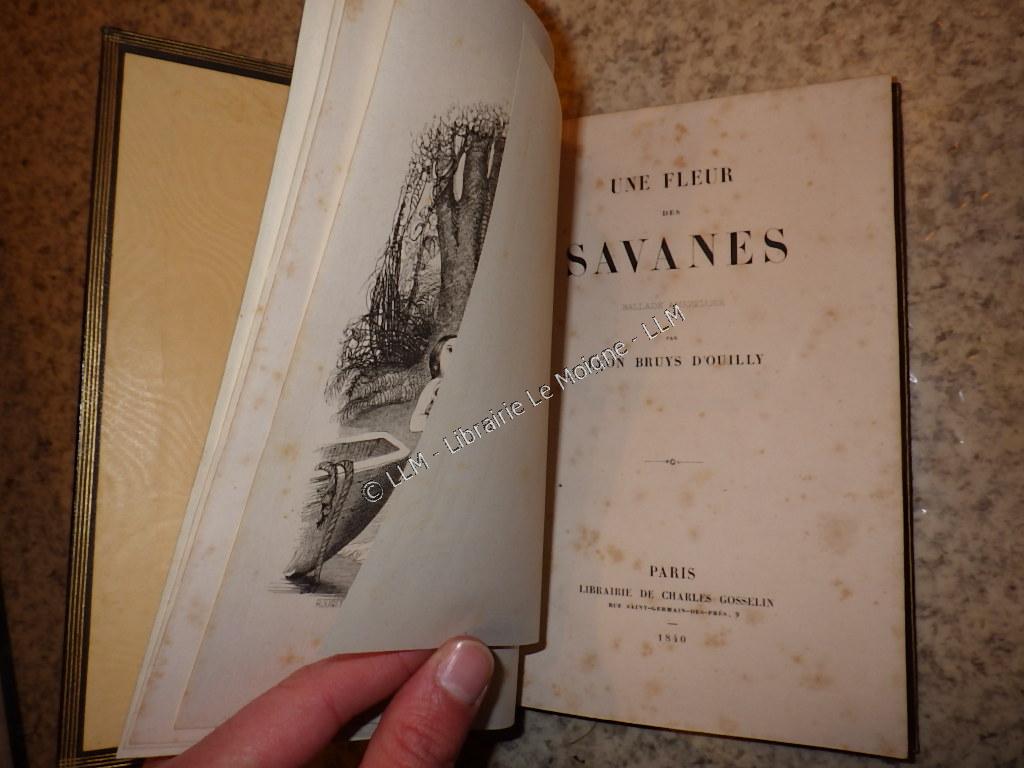 UNE FLEUR
DES
SAVANES
BALLADE
PAR
BRUYS D'OUILLY
PARIS
LIBRAIRIE DE CHARLES GOSSELIN
RUE SAINT-GERMAIN-DES-PRÉS, 9
1840
© LLM - Librairie Le Moigne - LLM